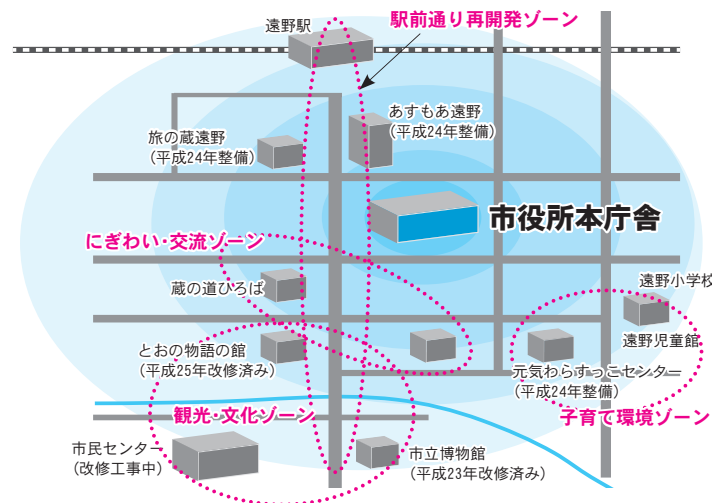 遠野駅
駅前通り再開発ゾーン
あすもあ遠野
(平成24年整備)
旅の蔵遠野
(平成24年整備)
市役所本庁舎
にぎわい・交流ゾーン
蔵の道ひろば
遠野小学校
遠野児童館
とおの物語の館
(平成25年改修済み)
元気わらすっこセンター
(平成24年整備)
観光・文化ゾーン
子育て環境ゾーン
市民センター
(改修工事中)
市立博物館
(平成23年改修済み)